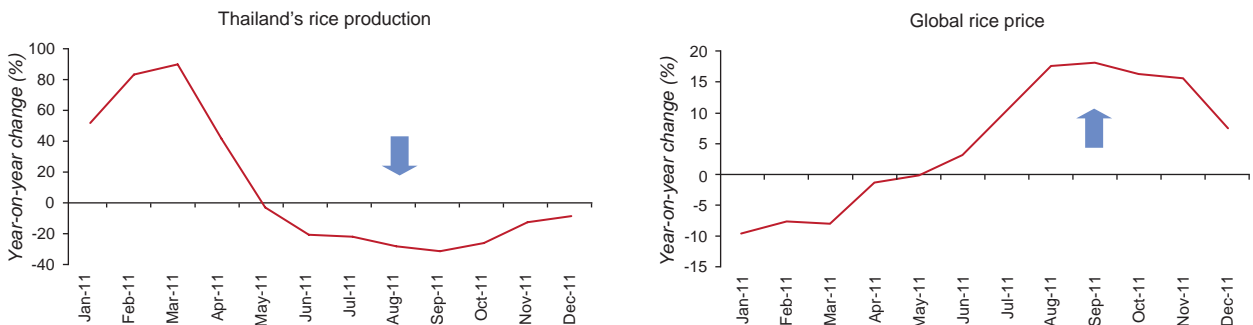 Thailand's rice production
Year-on-year change (%)
100
80
60
40
20
0
-20
-40
Jan-11
Feb-11
Mar-11
Apr-11
May-11
Jun-11
Jul-11
Aug-11
Sep-11
Oct-11
Nov-11
Dec-11
Global rice price
Year-on-year change (%)
20
15
10
5
0
-5
-10
-15
Jan-11
Feb-11
Mar-11
Apr-11
May-11
Jun-11
Jul-11
Aug-11
Sep-11
Oct-11
Nov-11
Dec-11